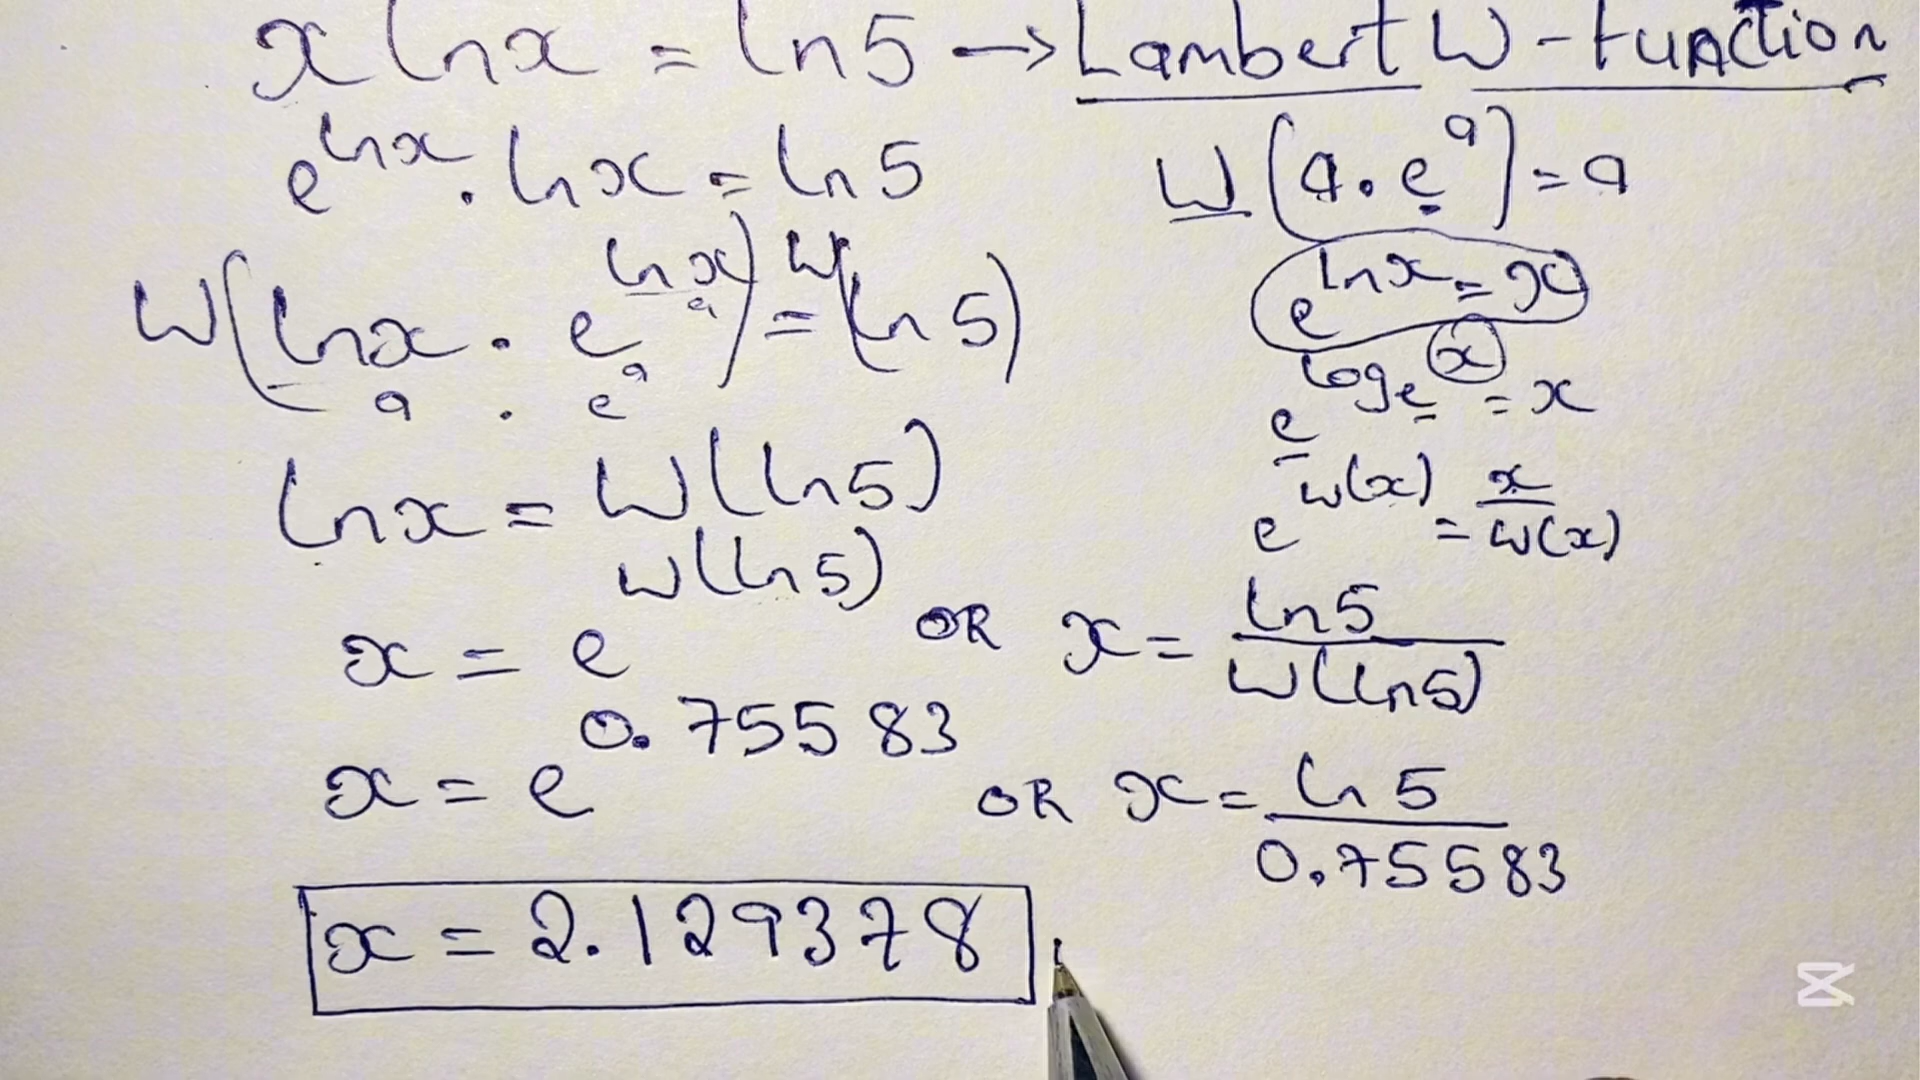 x ln x = ln 5 → Lambert W - Function
e^{ln x} . ln x = ln 5
W(a . e^a) = a
W(ln x . e^{ln x}) = W(ln 5)
a . e^a
e^{ln x} = x
e^{log_e x} = x
ln x = W(ln 5)
e^{W(x)} = x / W(x)
x = e^{W(ln 5)} OR x = ln 5 / W(ln 5)
x = e^{0.75583} OR x = ln 5 / 0.75583
x = 2.129378